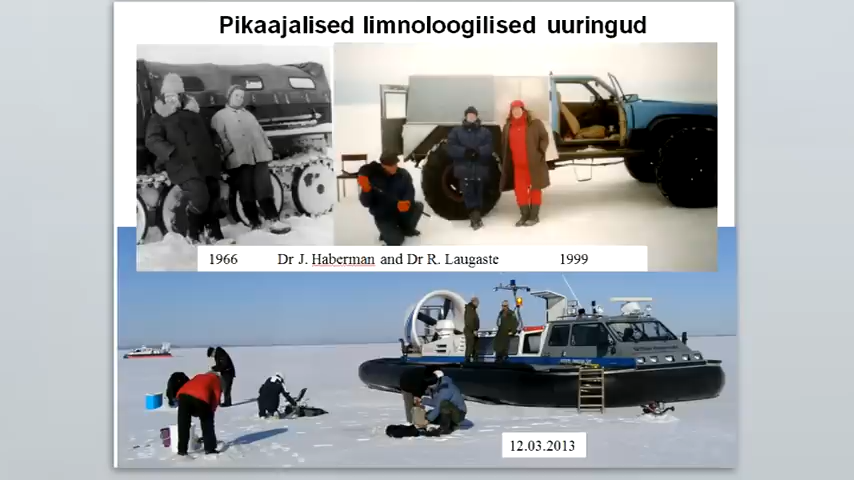 Pikaajalised limnoloogilised uuringud
1966 Dr J. Haberman and Dr R. Laugaste 1999
12.03.2013